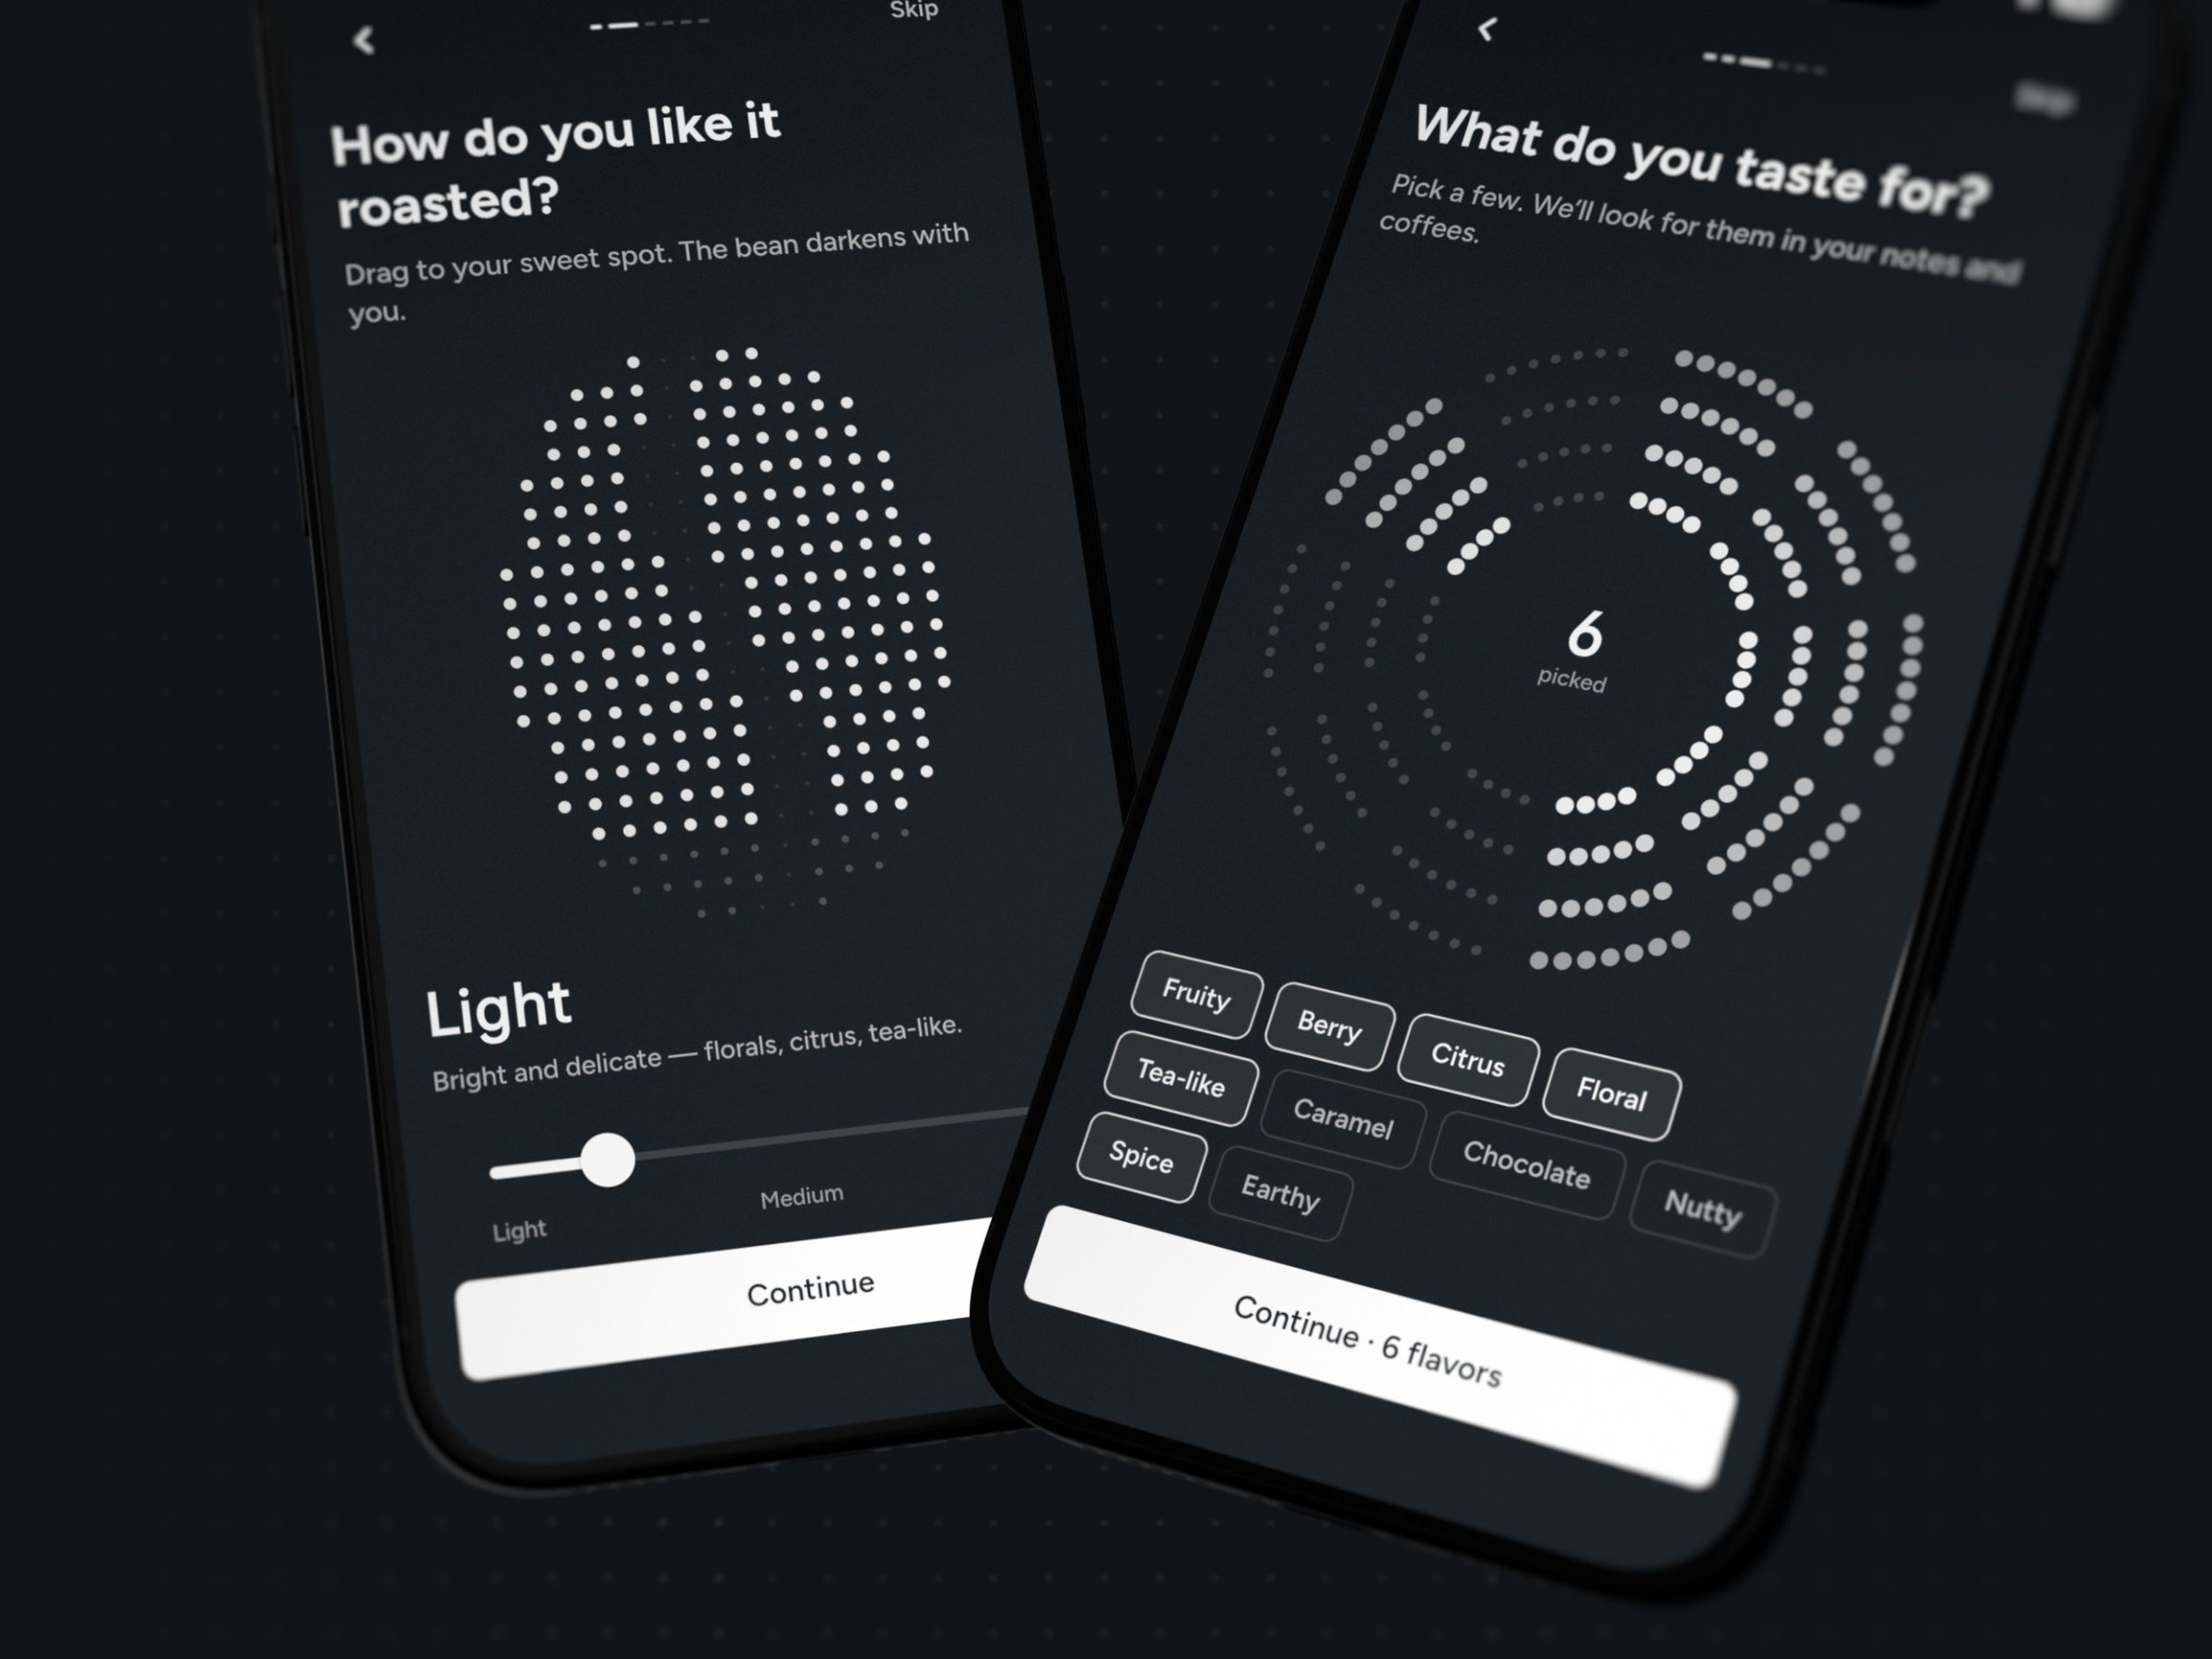 Skip
How do you like it
roasted?
Drag to your sweet spot. The bean darkens with
you.
Light
Bright and delicate — florals, citrus, tea-like.
Light
Medium
Continue
Skip
What do you taste for?
Pick a few. We'll look for them in your notes and
coffees.
6
picked
Fruity
Berry
Citrus
Floral
Tea-like
Caramel
Chocolate
Nutty
Spice
Earthy
Continue · 6 flavors